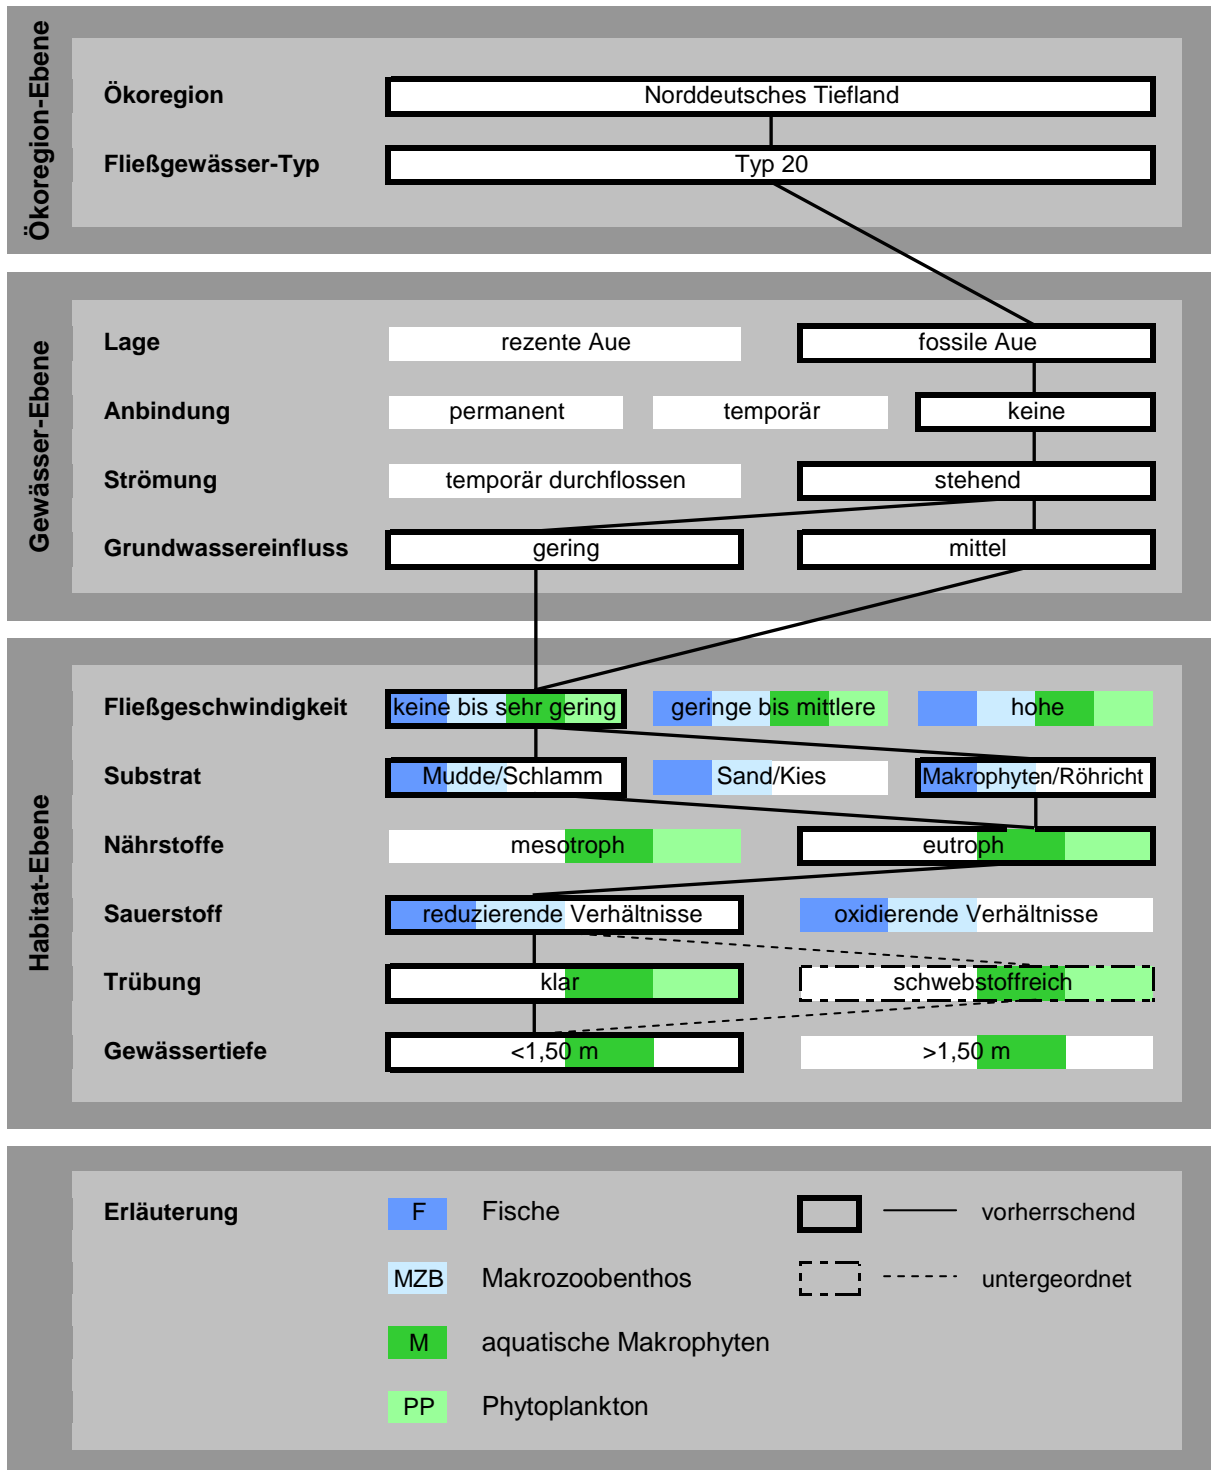 Ökoregion-Ebene
Ökoregion
Norddeutsches Tiefland
Fließgewässer-Typ
Typ 20
Gewässer-Ebene
Lage
rezente Aue
fossile Aue
Anbindung
permanent
temporär
keine
Strömung
temporär durchflossen
stehend
Grundwassereinfluss
gering
mittel
Habitat-Ebene
Fließgeschwindigkeit
keine bis sehr gering
geringe bis mittlere
hohe
Substrat
Mudde/Schlamm
Sand/Kies
Makrophyten/Röhricht
Nährstoffe
mesotroph
eutroph
Sauerstoff
reduzierende Verhältnisse
oxidierende Verhältnisse
Trübung
klar
schwebstoffreich
Gewässertiefe
<1,50 m
>1,50 m
Erläuterung
F
Fische
vorherrschend
MZB
Makrozoobenthos
untergeordnet
M
aquatische Makrophyten
PP
Phytoplankton